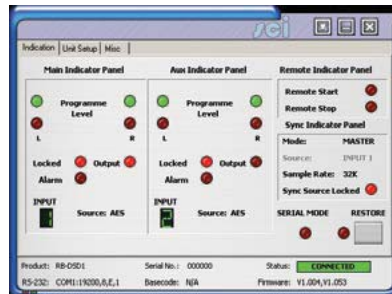 sci
Indication Unit Setup Misc
Main Indicator Panel Aux Indicator Panel Remote Indicator Panel
Programme Level
L R
Locked Output
Alarm
INPUT
1
Source: AES
Programme Level
L R
Locked Output
Alarm
INPUT
2
Source: AES
Remote Start
Remote Stop
Sync Indicator Panel
Mode: MASTER
Source: INPUT 1
Sample Rate: 32K
Sync Source Locked
SERIAL MODE RESTORE
Product: RB-DSD1 Serial No.: 000000 Status: CONNECTED
RS-232: COM1:19200,8,E,1 Basecode: N/A Firmware: V1.004,V1.053